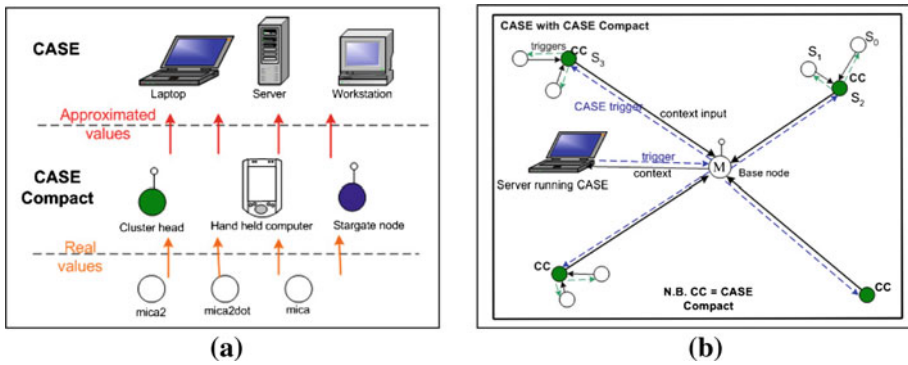 CASE
Laptop
Server
Workstation
Approximated
values
CASE
Compact
Cluster head
Hand held computer
Stargate node
Real
values
mica2
mica2dot
mica
(a)
CASE with CASE Compact
triggers
CC
S3
S1
S0
CC
S2
CASE trigger
context input
trigger
context
M
Base node
Server running CASE
CC
CC
N.B. CC = CASE
Compact
(b)